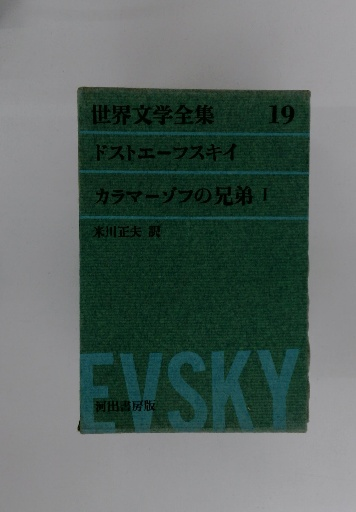 世界文学全集 19
ドストエーフスキイ
カラマーゾフの兄弟 I
米川正夫 訳
EVSKY
河出書房版